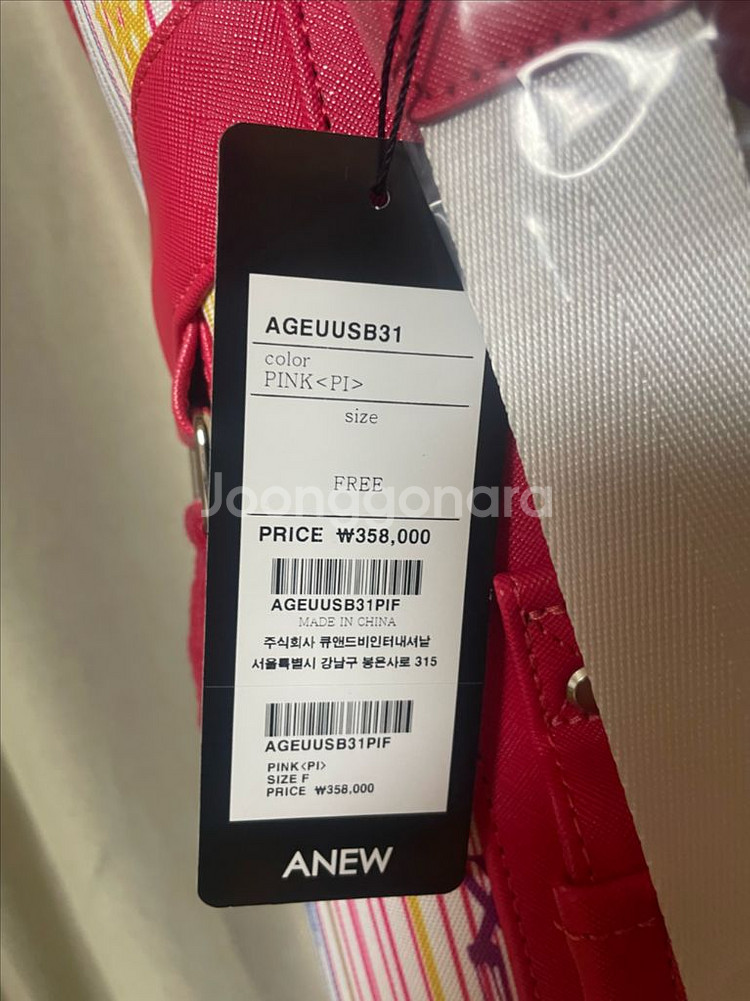 AGEUUSB31
color
PINK<PI>
size
FREE
Joonggonara
PRICE ₩358,000
AGEUUSB31PIF
MADE IN CHINA
주식회사 큐앤드비인터내셔날
서울특별시 강남구 봉은사로 315
AGEUUSB31PIF
PINK<PI>
SIZE F
PRICE ₩358,000
ANEW